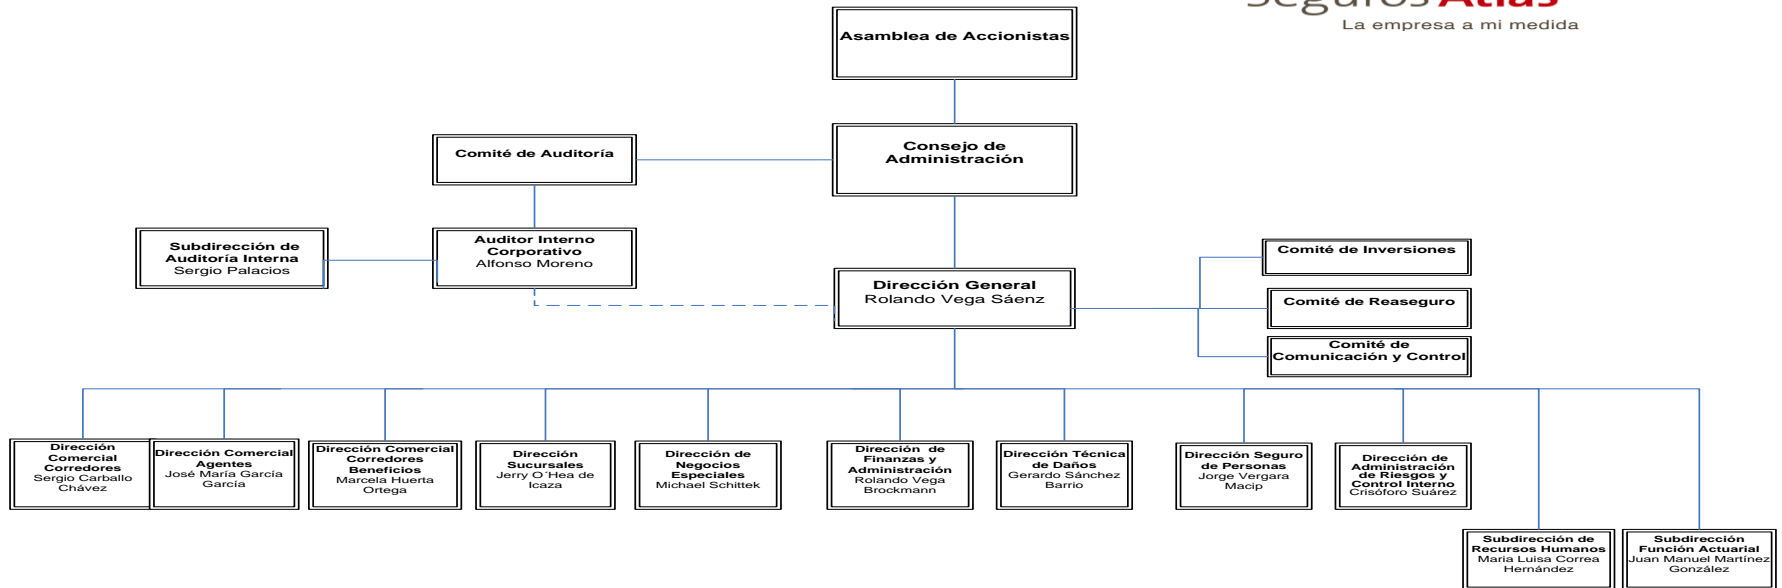 Seguros Atlas
La empresa a mi medida
Asamblea de Accionistas
Consejo de
Administración
Comité de Auditoría
Subdirección de
Auditoría Interna
Sergio Palacios
Auditor Interno
Corporativo
Alfonso Moreno
Dirección General
Rolando Vega Sáenz
Comité de Inversiones
Comité de Reaseguro
Comité de
Comunicación y Control
Dirección
Comercial
Corredores
Sergio Carballo
Chávez
Dirección Comercial
Agentes
José María García
García
Dirección Comercial
Corredores
Beneficios
Marcela Huerta
Ortega
Dirección
Sucursales
Jerry O´Hea de
Icaza
Dirección de
Negocios
Especiales
Michael Schittek
Dirección de
Finanzas y
Administración
Rolando Vega
Brockmann
Dirección Técnica
de Daños
Gerardo Sánchez
Barrio
Dirección Seguro
de Personas
Jorge Vergara
Macip
Dirección de
Administración
de Riesgos y
Control Interno
Crisóforo Suárez
Subdirección de
Recursos Humanos
Maria Luisa Correa
Hernández
Subdirección
Función Actuarial
Juan Manuel Martínez
González